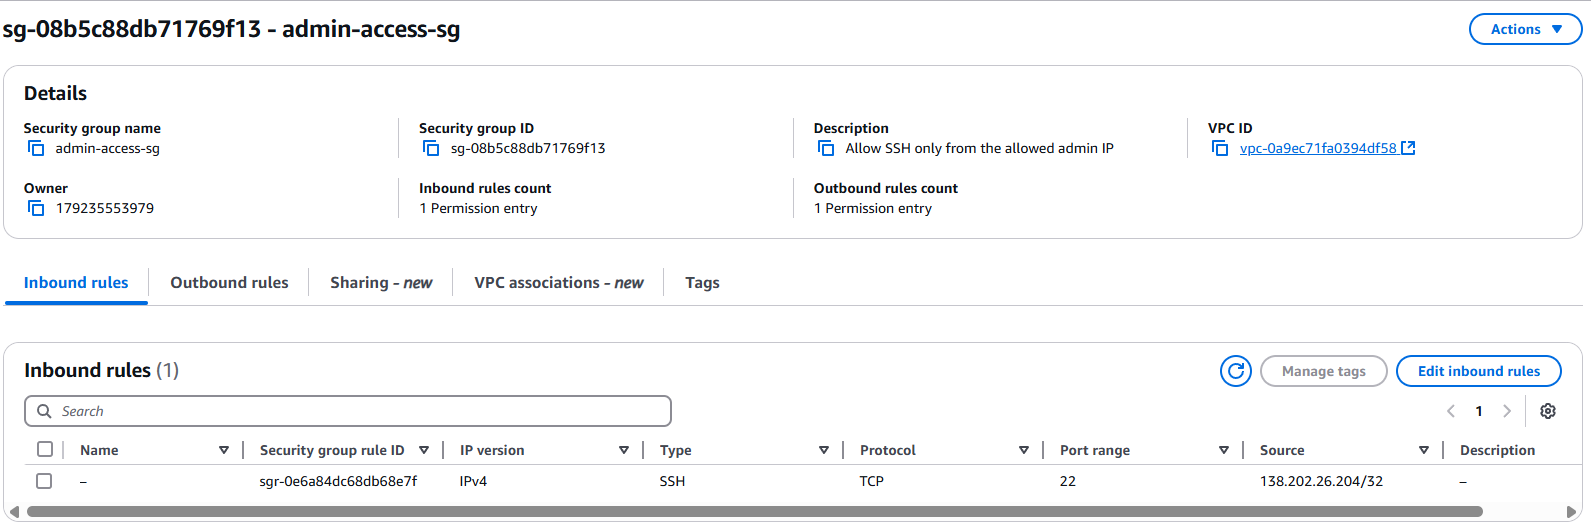 sg-08b5c88db71769f13 - admin-access-sg
Actions
Details
Security group name
admin-access-sg
Security group ID
sg-08b5c88db71769f13
Description
Allow SSH only from the allowed admin IP
VPC ID
vpc-0a9ec71fa0394df58
Owner
179235553979
Inbound rules count
1 Permission entry
Outbound rules count
1 Permission entry
Inbound rules
Outbound rules
Sharing - new
VPC associations - new
Tags
Inbound rules (1)
Manage tags
Edit inbound rules
Search
1
Name Security group rule ID IP version Type Protocol Port range Source Description
– sgr-0e6a84dc68db68e7f IPv4 SSH TCP 22 138.202.26.204/32 –